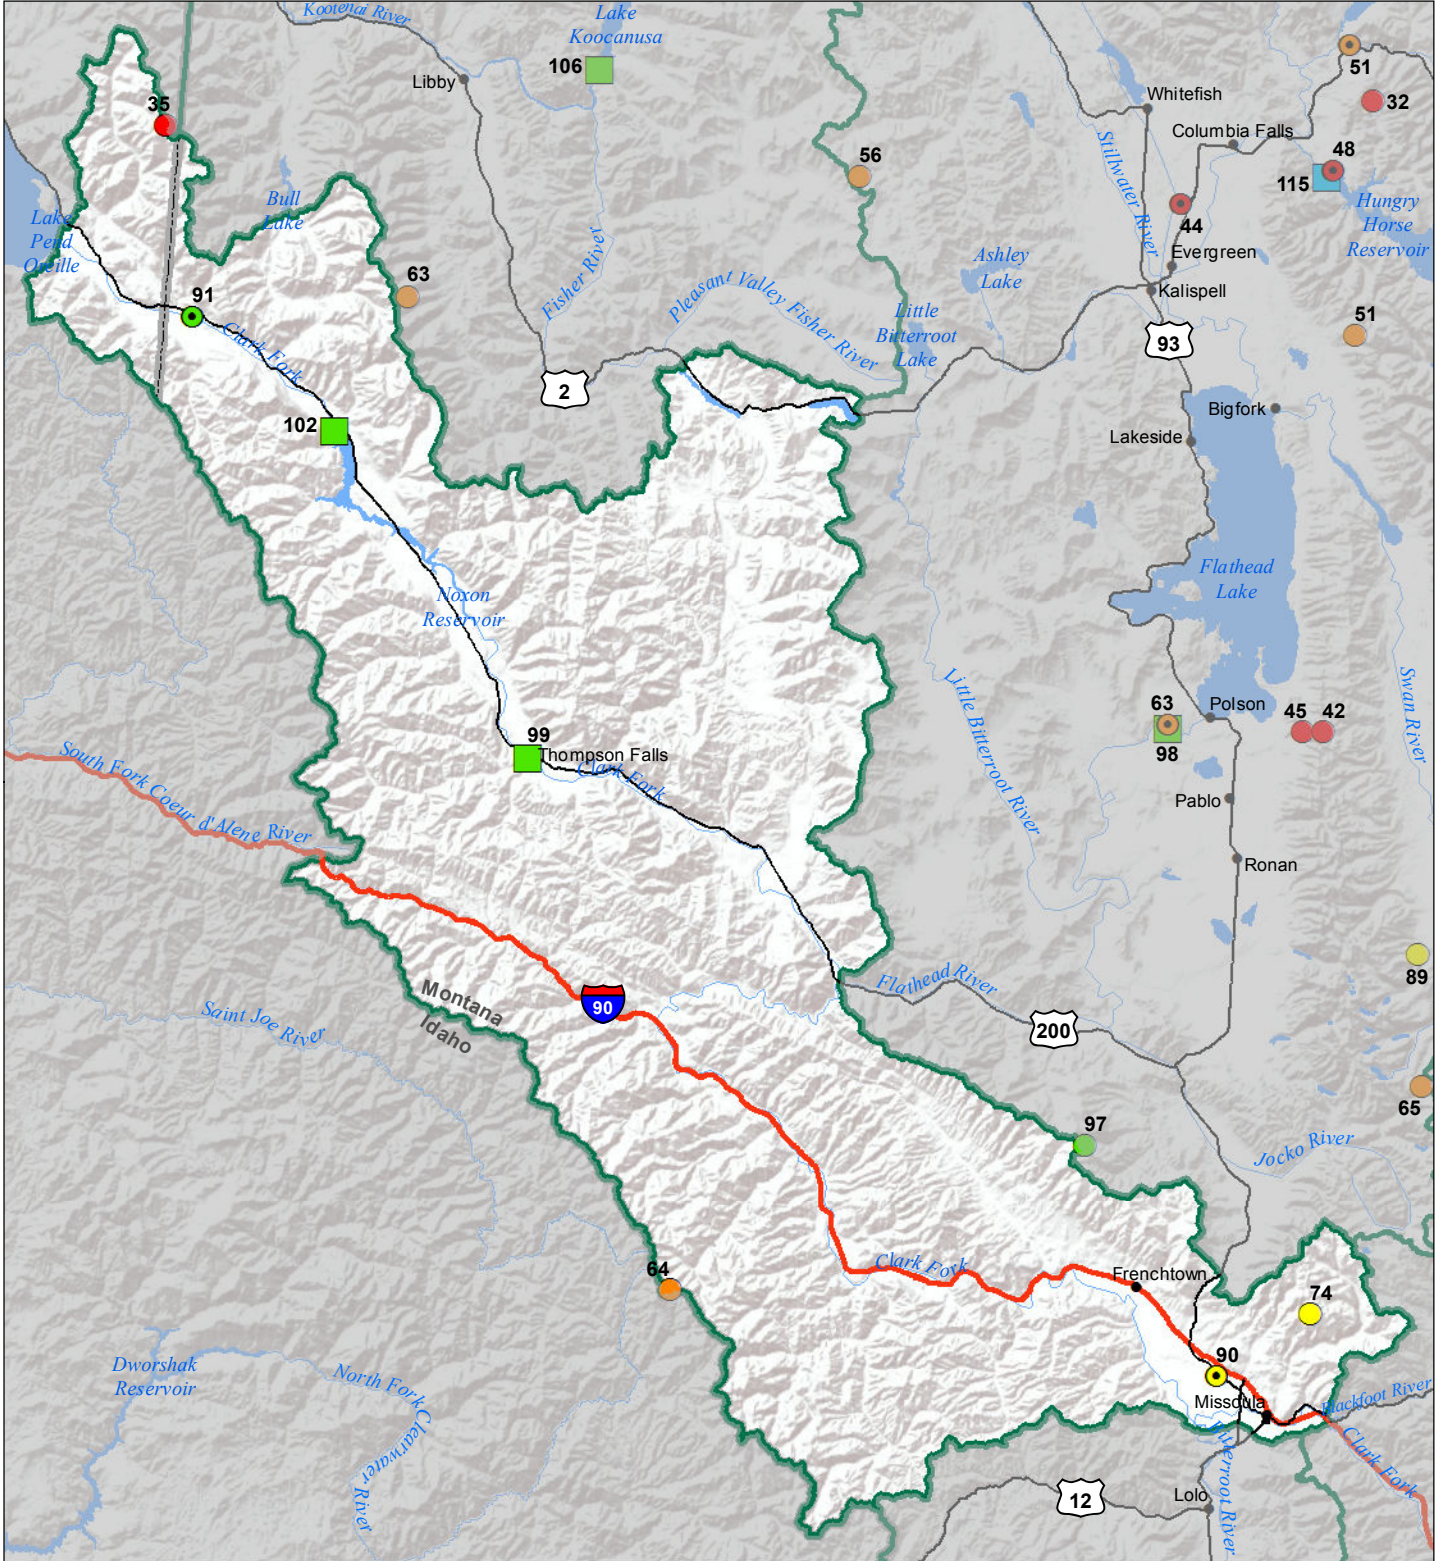 Kootenai River
Lake
Koocanusa
106
Libby
51
32
Whitefish
Columbia Falls
35
56
48
115
Stillwater River
Bull
Lake
Hungry
Horse
Reservoir
44
Lake
Pend
Oreille
Evergreen
Ashley
Lake
63
Fisher River
Pleasant Valley Fisher River
Kalispell
91
Little
Bitterroot
Lake
51
93
Clark Fork
2
Bigfork
102
Lakeside
Flathead
Lake
Noxon
Reservoir
Swan River
Little Bitterroot River
63
Polson
45
42
99
Thompson Falls
98
Clark Fork
South Fork Coeur d'Alene River
Pablo
Ronan
89
Flathead River
Montana
Idaho
90
Saint Joe River
200
65
97
Jocko River
Clark Fork
64
Frenchtown
74
90
Dworshak
Reservoir
North Fork Clearwater
River
Missoula
Blackfoot River
Bitterroot River
Clark Fork
12
Lolo